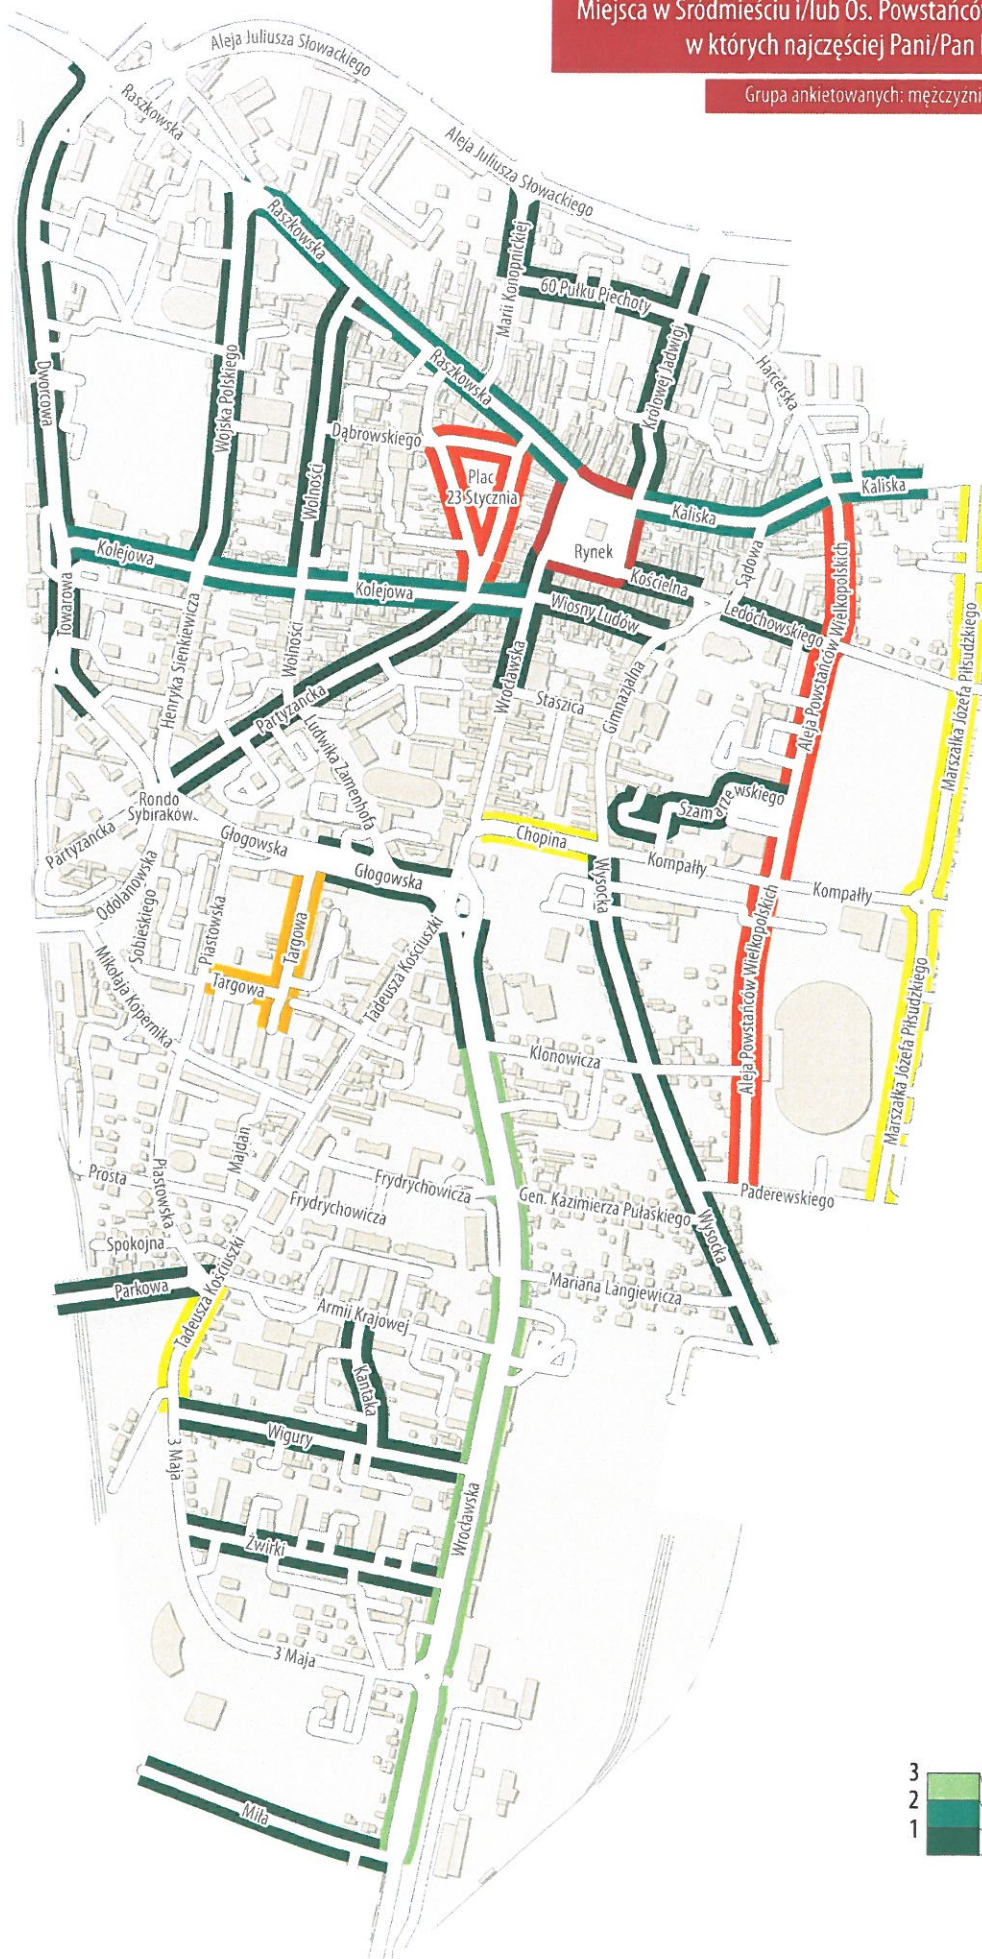 Miejsca w Śródmieściu i/lub Os. Powstańców
w których najczęściej Pani/Pan
Grupa ankietowanych: mężczyźni
Aleja Juliusza Słowackiego
Raszkowska
Aleja Juliusza Słowackiego
Raszkowska
Marii Konopnickiej
60 Pułku Piechoty
Królowej Jadwigi
Harcerska
Raszkowska
Dworcowa
Wojska Polskiego
Dąbrowskiego
Wolności
Plac
23 Stycznia
Kaliska
Kaliska
Rynek
Sądowa
Kolejowa
Kolejowa
Kościelna
Wiosny Ludów
Ledóchowskiego
Aleja Powstańców Wielkopolskich
Towarowa
Henryka Sienkiewicza
Wolności
Wrocławska
Staszica
Gimnazjalna
Marszałka Józefa Piłsudzkiego
Partyzancka
Ludwika Zamenhofa
Rondo
Sybiraków
Szamarzewskiego
Partyzancka
Głogowska
Chopina
Kompałły
Kompałły
Odolanowska
Sobieskiego
Piastowska
Głogowska
Wysocka
Targowa
Targowa
Tadeusza Kościuszki
Mikołaja Kopernika
Aleja Powstańców Wielkopolskich
Marszałka Józefa Piłsudzkiego
Klonowicza
Majdan
Prosta
Piastowska
Frydrychowicza
Frydrychowicza
Gen. Kazimierza Pułaskiego
Paderewskiego
Wysocka
Spokojna
Parkowa
Tadeusza Kościuszki
Mariana Langiewicza
Armii Krajowej
Kantaka
Wigury
3 Maja
Wrocławska
Żwirki
3 Maja
Miła
3
2
1